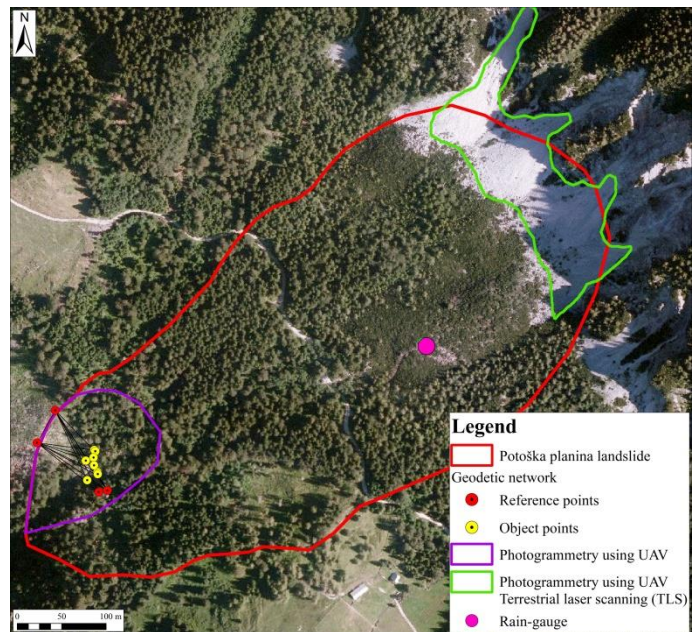 N
Legend
Potoška planina landslide
Geodetic network
Reference points
Object points
Photogrammetry using UAV
Photogrammetry using UAV
Terrestrial laser scanning (TLS)
Rain-gauge
0 50 100 m